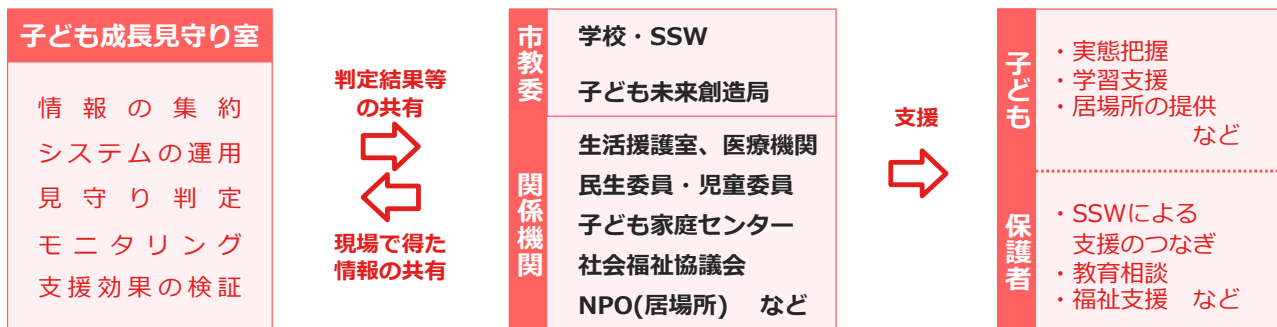 子ども成長見守り室
情報の集約
システムの運用
見守り判定
モニタリング
支援効果の検証
判定結果等
の共有
現場で得た
情報の共有
市教委
学校・SSW
子ども未来創造局
関係機関
生活援護室、医療機関
民生委員・児童委員
子ども家庭センター
社会福祉協議会
NPO(居場所)　など
支援
子ども
・実態把握
・学習支援
・居場所の提供
など
保護者
・SSWによる
支援のつなぎ
・教育相談
・福祉支援　など